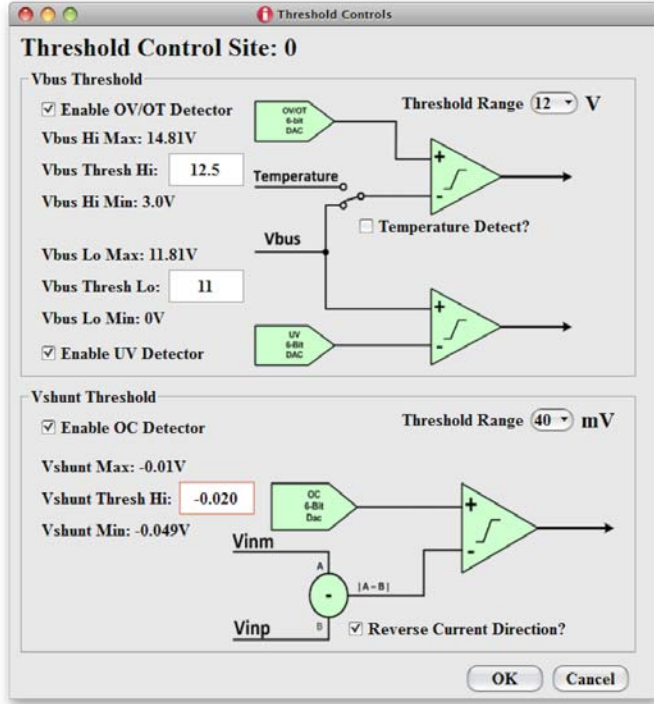 Threshold Controls
Threshold Control Site: 0
Vbus Threshold
Enable OV/OT Detector
Threshold Range 12 V
OV/OT
6-bit
DAC
Vbus Hi Max: 14.81V
Vbus Thresh Hi: 12.5
Temperature
Vbus Hi Min: 3.0V
+
-
Temperature Detect?
Vbus
Vbus Lo Max: 11.81V
Vbus Thresh Lo: 11
Vbus Lo Min: 0V
+
-
UV
6-Bit
DAC
Enable UV Detector
Vshunt Threshold
Enable OC Detector
Threshold Range 40 mV
Vshunt Max: -0.01V
Vshunt Thresh Hi: -0.020
OC
6-Bit
Dac
Vshunt Min: -0.049V
+
-
Vinm
A
-
|A-B|
B
Vinp
Reverse Current Direction?
OK Cancel